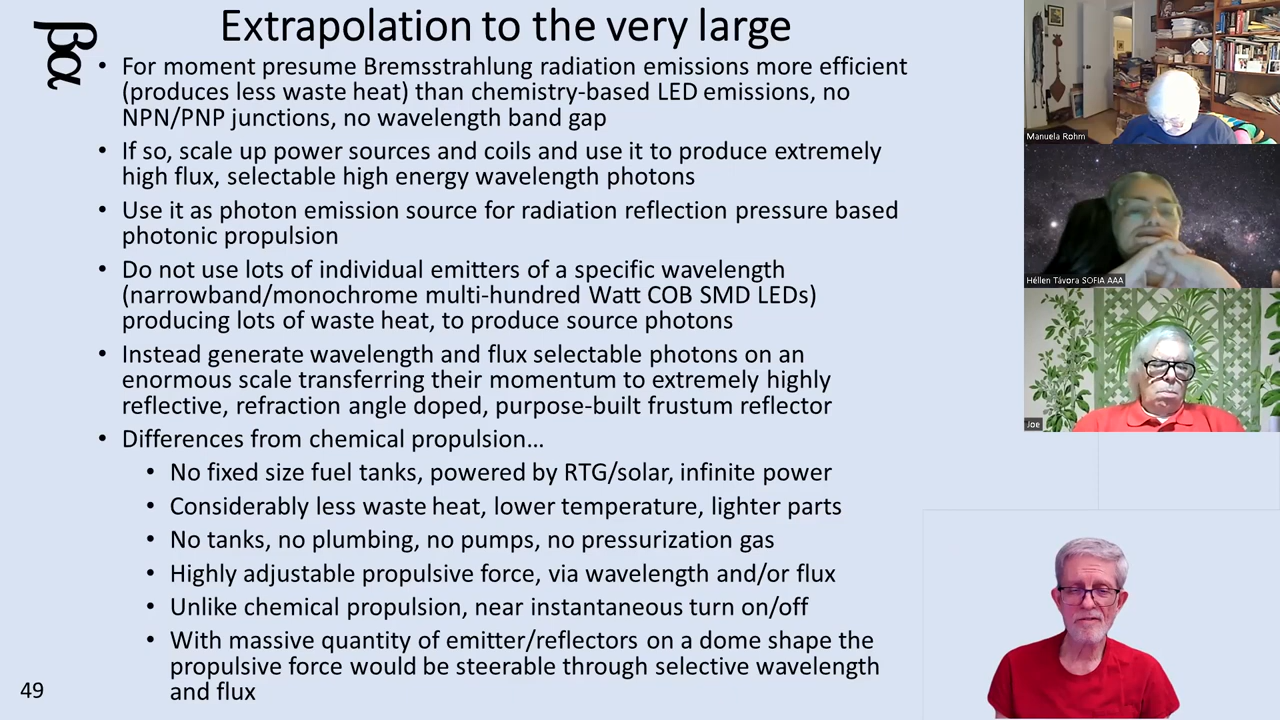 Extrapolation to the very large
• For moment presume Bremsstrahlung radiation emissions more efficient
(produces less waste heat) than chemistry-based LED emissions, no
NPN/PNP junctions, no wavelength band gap
• If so, scale up power sources and coils and use it to produce extremely
high flux, selectable high energy wavelength photons
• Use it as photon emission source for radiation reflection pressure based
photonic propulsion
• Do not use lots of individual emitters of a specific wavelength
(narrowband/monochrome multi-hundred Watt COB SMD LEDs)
producing lots of waste heat, to produce source photons
• Instead generate wavelength and flux selectable photons on an
enormous scale transferring their momentum to extremely highly
reflective, refraction angle doped, purpose-built frustum reflector
• Differences from chemical propulsion…
• No fixed size fuel tanks, powered by RTG/solar, infinite power
• Considerably less waste heat, lower temperature, lighter parts
• No tanks, no plumbing, no pumps, no pressurization gas
• Highly adjustable propulsive force, via wavelength and/or flux
• Unlike chemical propulsion, near instantaneous turn on/off
• With massive quantity of emitter/reflectors on a dome shape the
propulsive force would be steerable through selective wavelength
and flux
49
Manuela Rohm
Héllen Távora SOFIA AAA
Joe